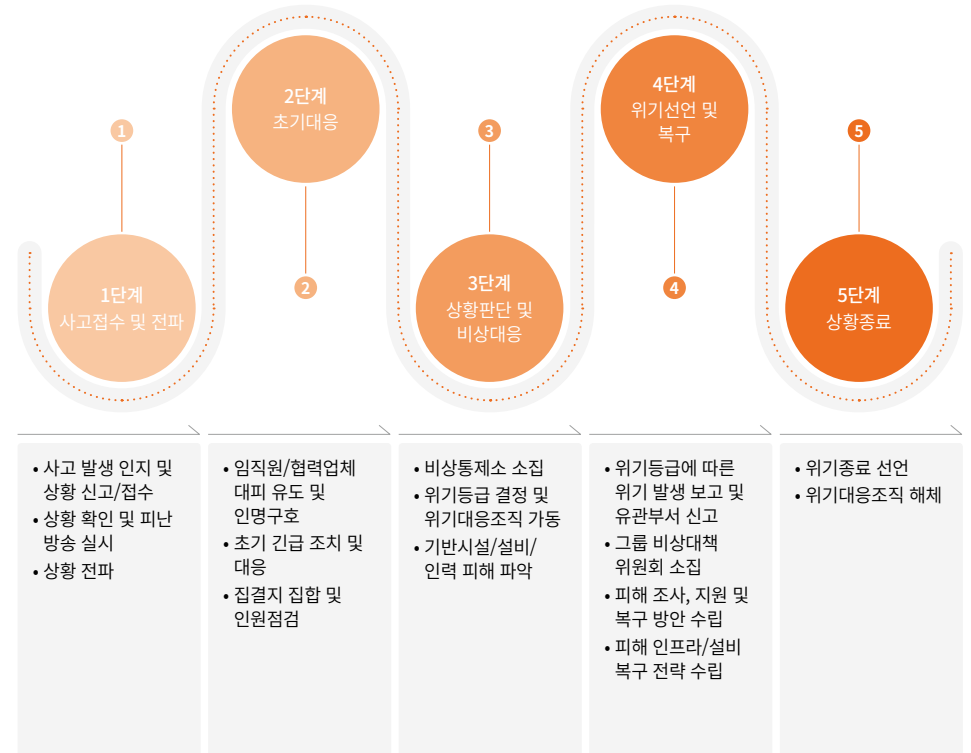 1
1단계
사고접수 및 전파
2단계
초기대응
2
3
3단계
상황판단 및
비상대응
4단계
위기선언 및
복구
4
5
5단계
상황종료
• 사고 발생 인지 및
상황 신고/접수
• 상황 확인 및 피난
방송 실시
• 상황 전파
• 임직원/협력업체
대피 유도 및
인명구호
• 초기 긴급 조치 및
대응
• 집결지 집합 및
인원점검
• 비상통제소 소집
• 위기등급 결정 및
위기대응조직 가동
• 기반시설/설비/
인력 피해 파악
• 위기등급에 따른
위기 발생 보고 및
유관부서 신고
• 그룹 비상대책
위원회 소집
• 피해 조사, 지원 및
복구 방안 수립
• 피해 인프라/설비
복구 전략 수립
• 위기종료 선언
• 위기대응조직 해체